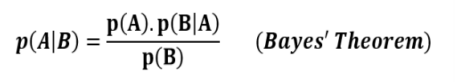 p(A|B) = p(A).p(B|A) / p(B) (Bayes' Theorem)